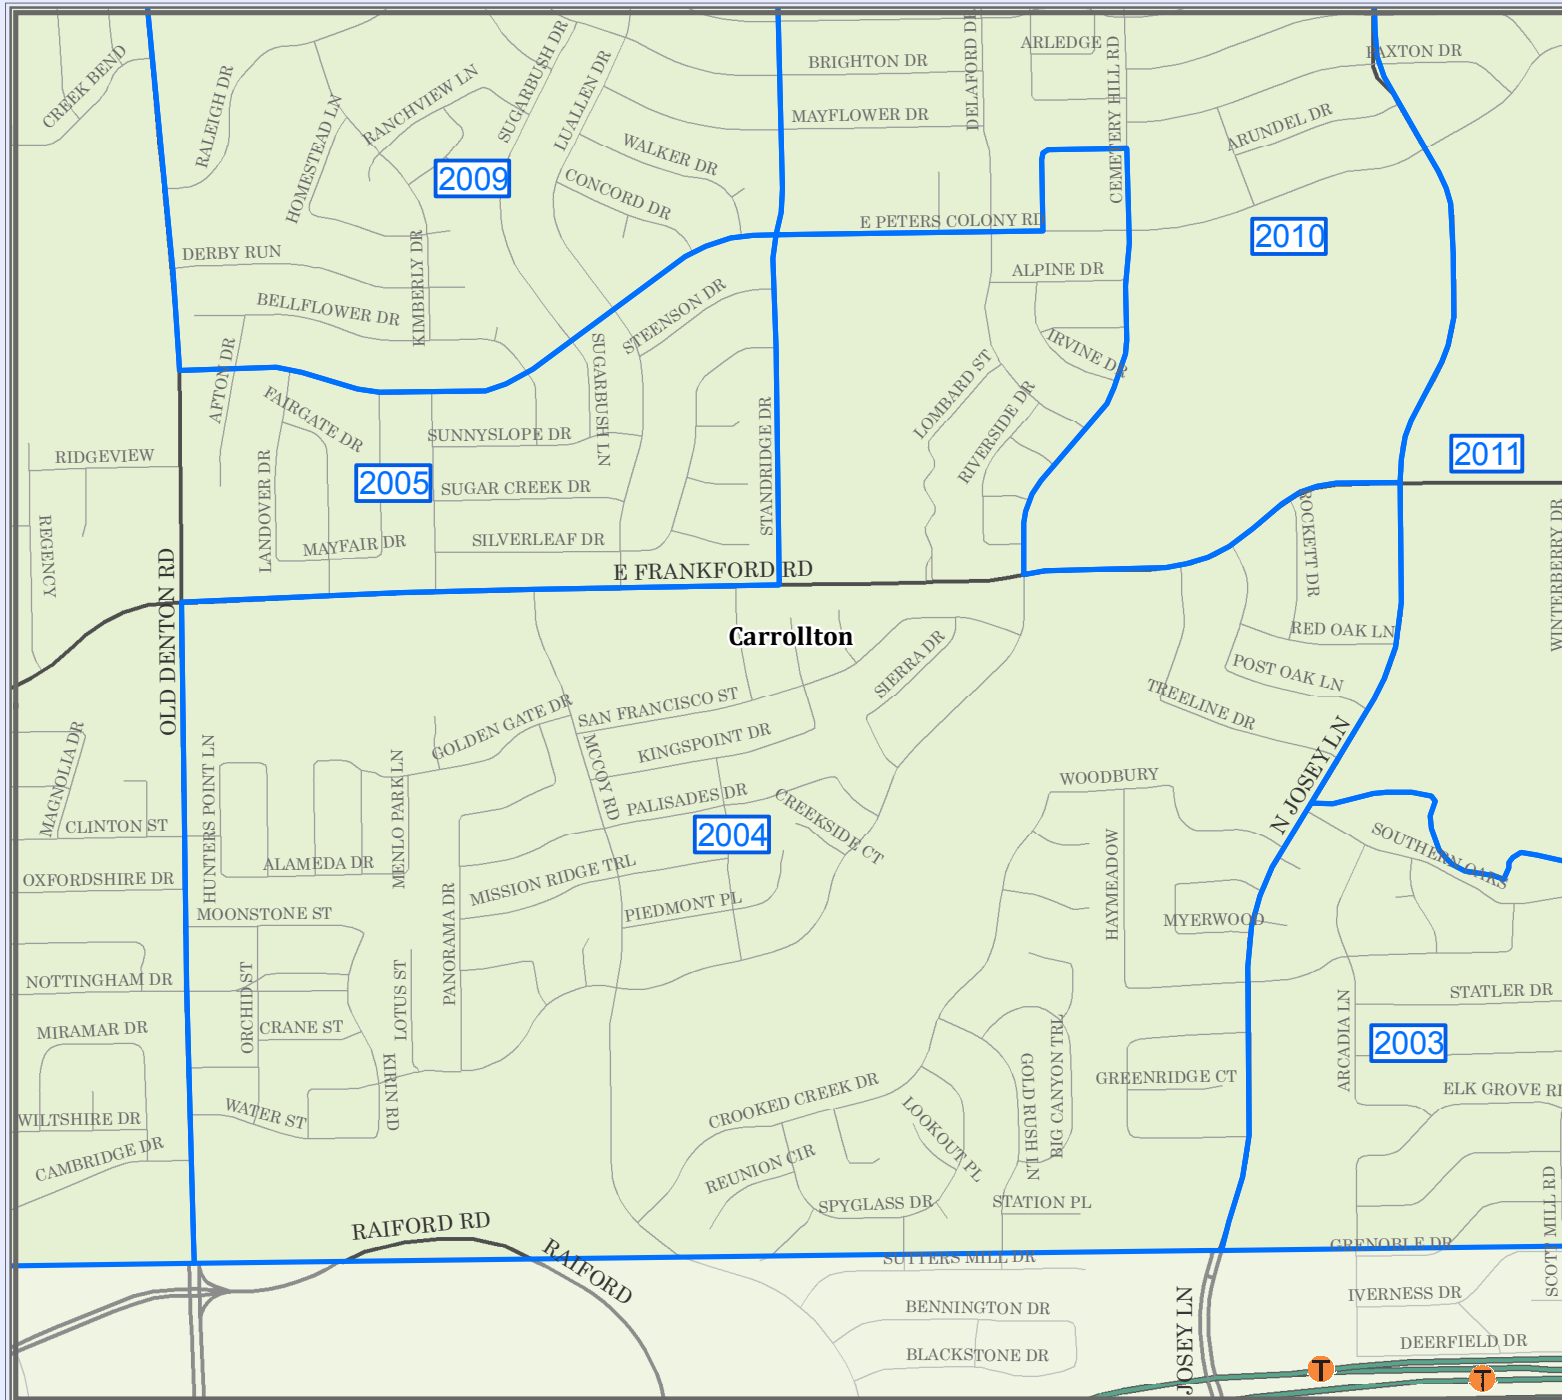 CREEK BEND
RALEIGH DR
HOMESTEAD LN
RANCHVIEW LN
SUGARBUSH DR
LUALLEN DR
BRIGHTON DR
MAYFLOWER DR
DELAFORD
ARLEDGE
CEMETERY HILL RD
PAXTON DR
ARUNDEL DR
WALKER DR
CONCORD DR
2009
E PETERS COLONY RD
2010
DERBY RUN
KIMBERLY DR
BELLFLOWER DR
ALPINE DR
STEENSON DR
IRVINE DR
AFTON DR
FAIRGATE DR
SUGARBUSH LN
LOMBARD ST
RIVERSIDE DR
STANDRIDGE DR
SUNNYSLOPE DR
RIDGEVIEW
LANDOVER DR
2005
SUGAR CREEK DR
2011
REGENCY
MAYFAIR DR
SILVERLEAF DR
ROCKETT DR
WINTERBERRY DR
OLD DENTON RD
E FRANKFORD RD
Carrollton
RED OAK LN
SIERRA DR
POST OAK LN
TREELINE DR
GOLDEN GATE DR
SAN FRANCISCO ST
KINGSPOINT DR
MCCOY RD
MAGNOLIA DR
HUNTERS POINT LN
MENLO PARK LN
WOODBURY
N JOSEY LN
PALISADES DR
CREEKSIDE CT
2004
CLINTON ST
ALAMEDA DR
OXFORDSHIRE DR
MISSION RIDGE TRL
HAYMEADOW
SOUTHERN OAKS
PANORAMA DR
PIEDMONT PL
MOONSTONE ST
MYERWOOD
NOTTINGHAM DR
ORCHID ST
LOTUS ST
STATLER DR
MIRAMAR DR
CRANE ST
KIRIN RD
ARCADIA LN
2003
BIG CANYON TRL
GOLD RUSH LN
GREENRIDGE CT
CROOKED CREEK DR
LOOKOUT PL
ELK GROVE
WILTSHIRE DR
WATER ST
CAMBRIDGE DR
REUNION CIR
SPYGLASS DR
STATION PL
SCOTT MILL RD
RAIFORD RD
RAIFORD
SUTTERS MILL DR
GRENOBLE DR
JOSEY LN
IVERNESS DR
BENNINGTON DR
DEERFIELD DR
BLACKSTONE DR
T
T